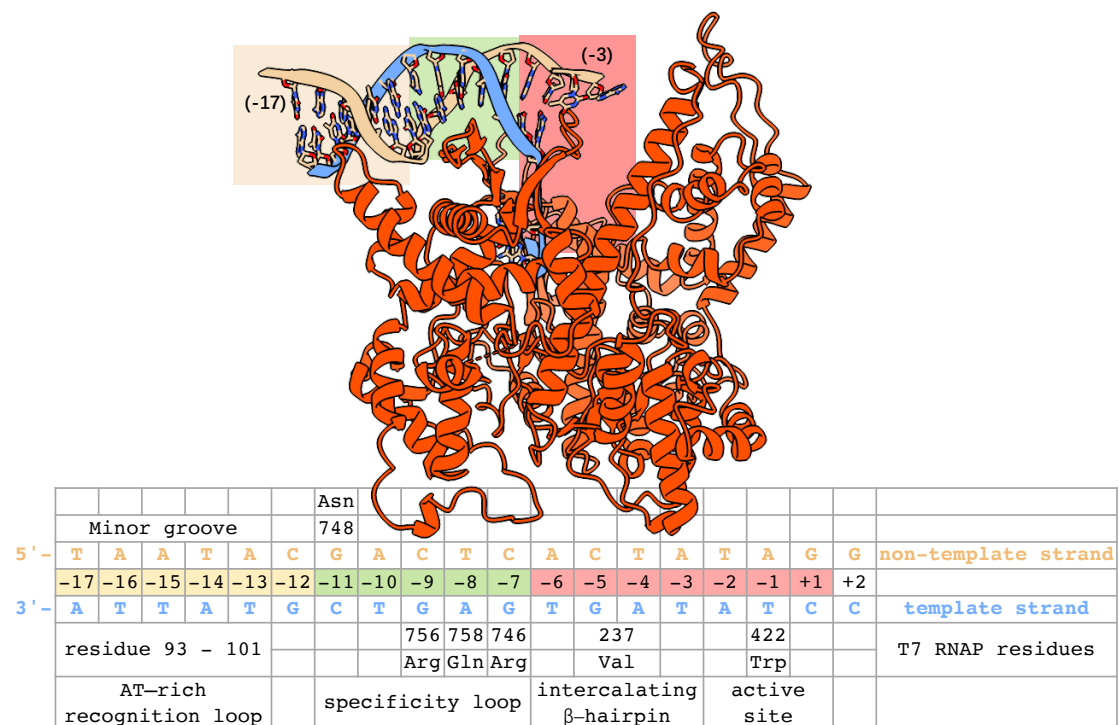 (-3)
(-17)
Asn
Minor groove 748
5'- T A A T A C G A C T C A C T A T A G G non-template strand
-17 -16 -15 -14 -13 -12 -11 -10 -9 -8 -7 -6 -5 -4 -3 -2 -1 +1 +2
3'- A T T A T G C T G A G T G A T A T C C template strand
residue 93 - 101 756 758 746 237 422 T7 RNAP residues
Arg Gln Arg Val Trp
AT-rich recognition loop
specificity loop
intercalating β-hairpin
active site